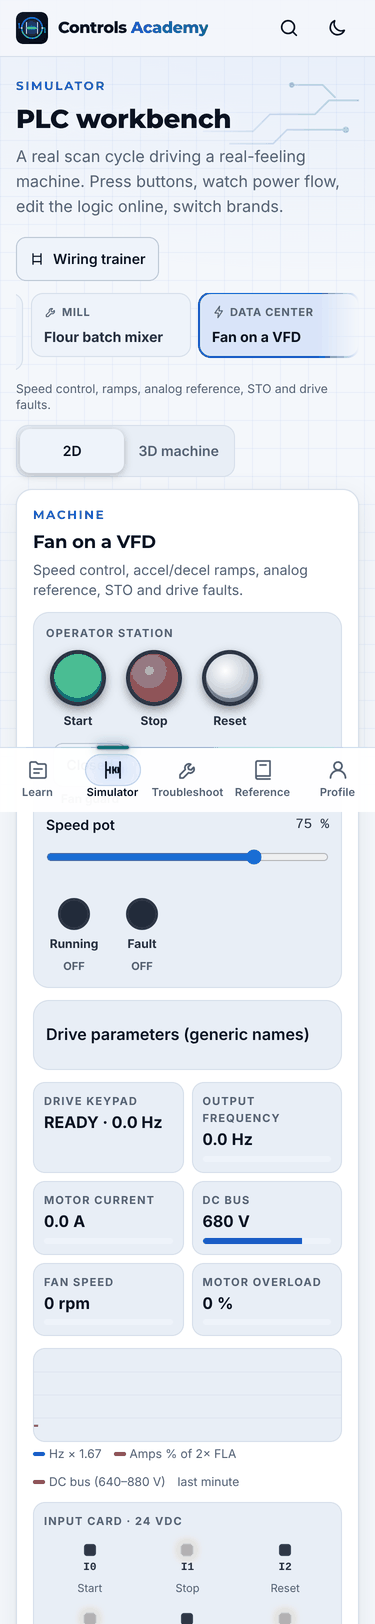 Controls Academy
SIMULATOR
PLC workbench
A real scan cycle driving a real-feeling
machine. Press buttons, watch power flow,
edit the logic online, switch brands.
Wiring trainer
MILL
Flour batch mixer
DATA CENTER
Fan on a VFD
Speed control, ramps, analog reference, STO and drive
faults.
2D
3D machine
MACHINE
Fan on a VFD
Speed control, accel/decel ramps, analog
reference, STO and drive faults.
OPERATOR STATION
Start
Stop
Reset
Learn
Simulator
Troubleshoot
Reference
Profile
Speed pot
75 %
Running
Fault
OFF
OFF
Drive parameters (generic names)
DRIVE KEYPAD
READY · 0.0 Hz
OUTPUT
FREQUENCY
0.0 Hz
MOTOR CURRENT
0.0 A
DC BUS
680 V
FAN SPEED
0 rpm
MOTOR OVERLOAD
0 %
Hz × 1.67
Amps % of 2× FLA
DC bus (640–880 V)
last minute
INPUT CARD · 24 VDC
I0
I1
I2
Start
Stop
Reset